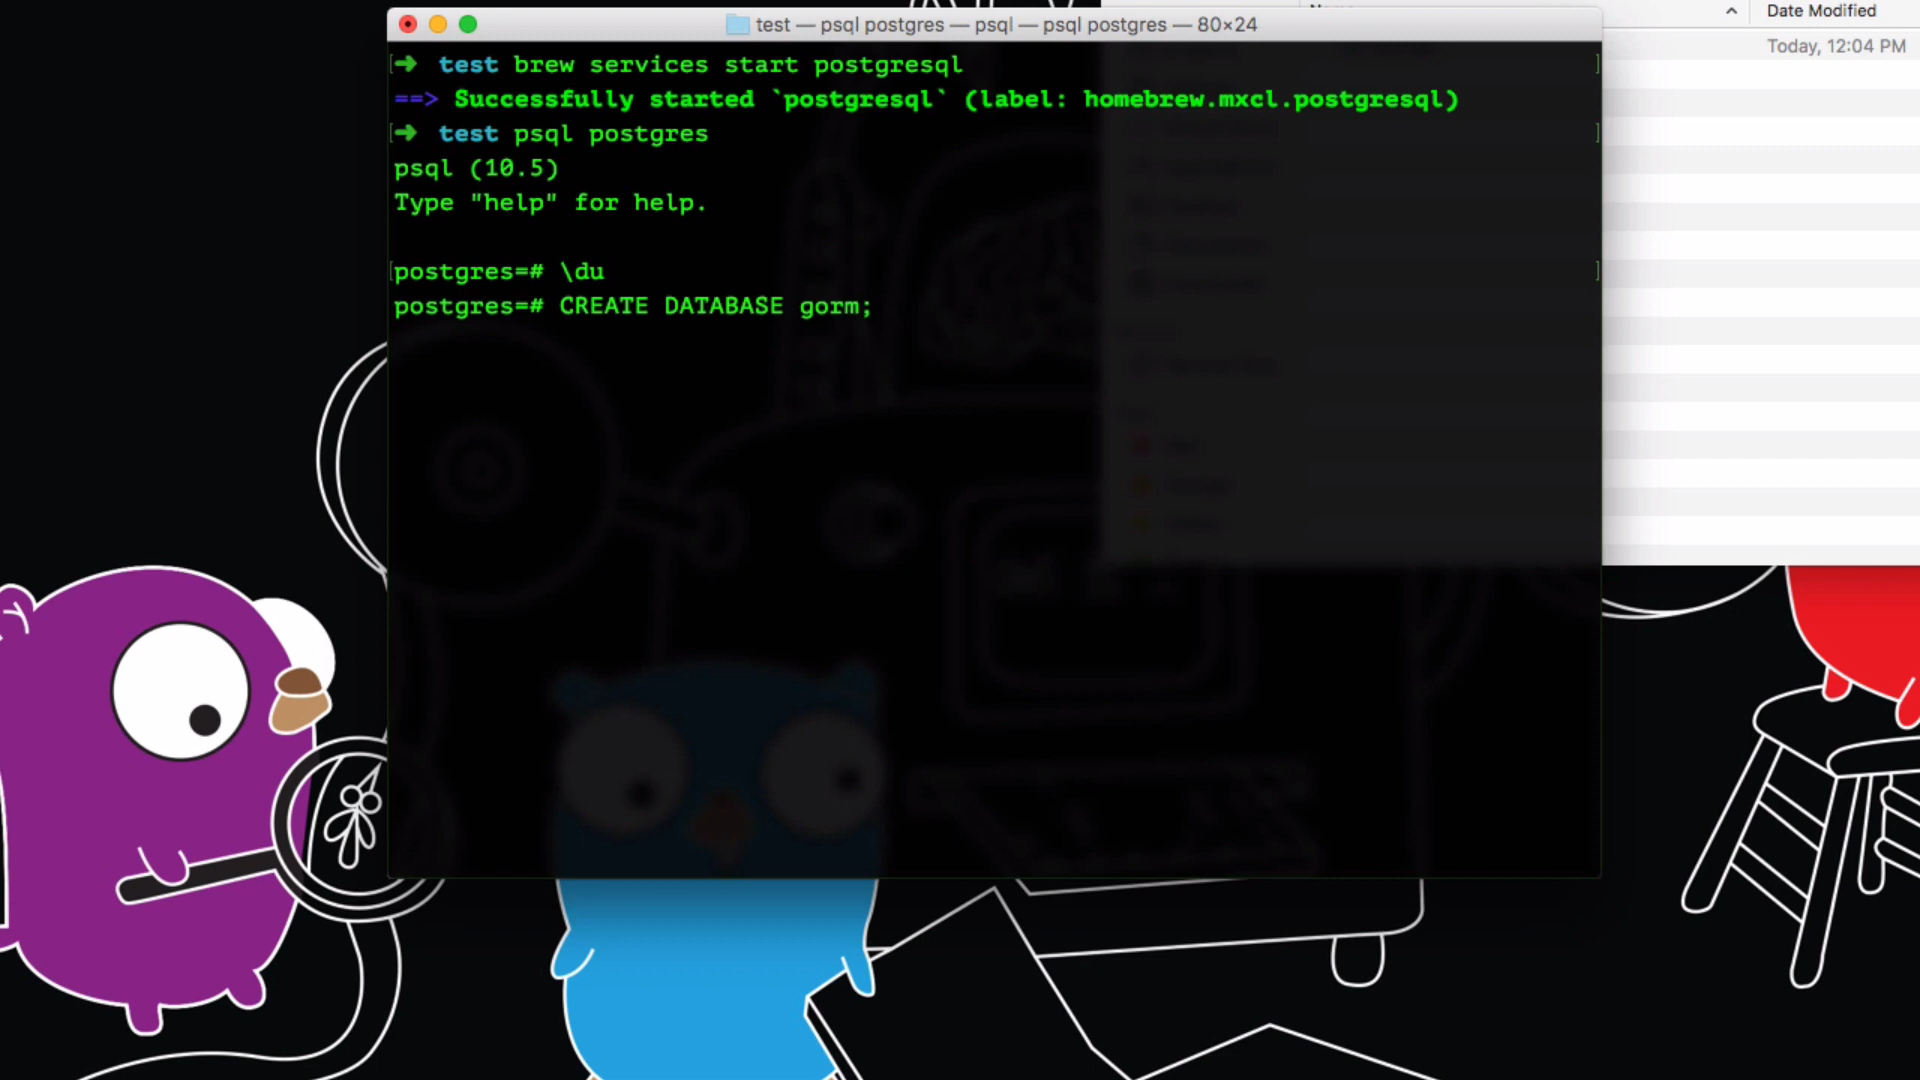 test — psql postgres — psql — psql postgres — 80×24
Date Modified
Today, 12:04 PM
➜ test brew services start postgresql
==> Successfully started `postgresql` (label: homebrew.mxcl.postgresql)
➜ test psql postgres
psql (10.5)
Type "help" for help.
postgres=# \du
postgres=# CREATE DATABASE gorm;